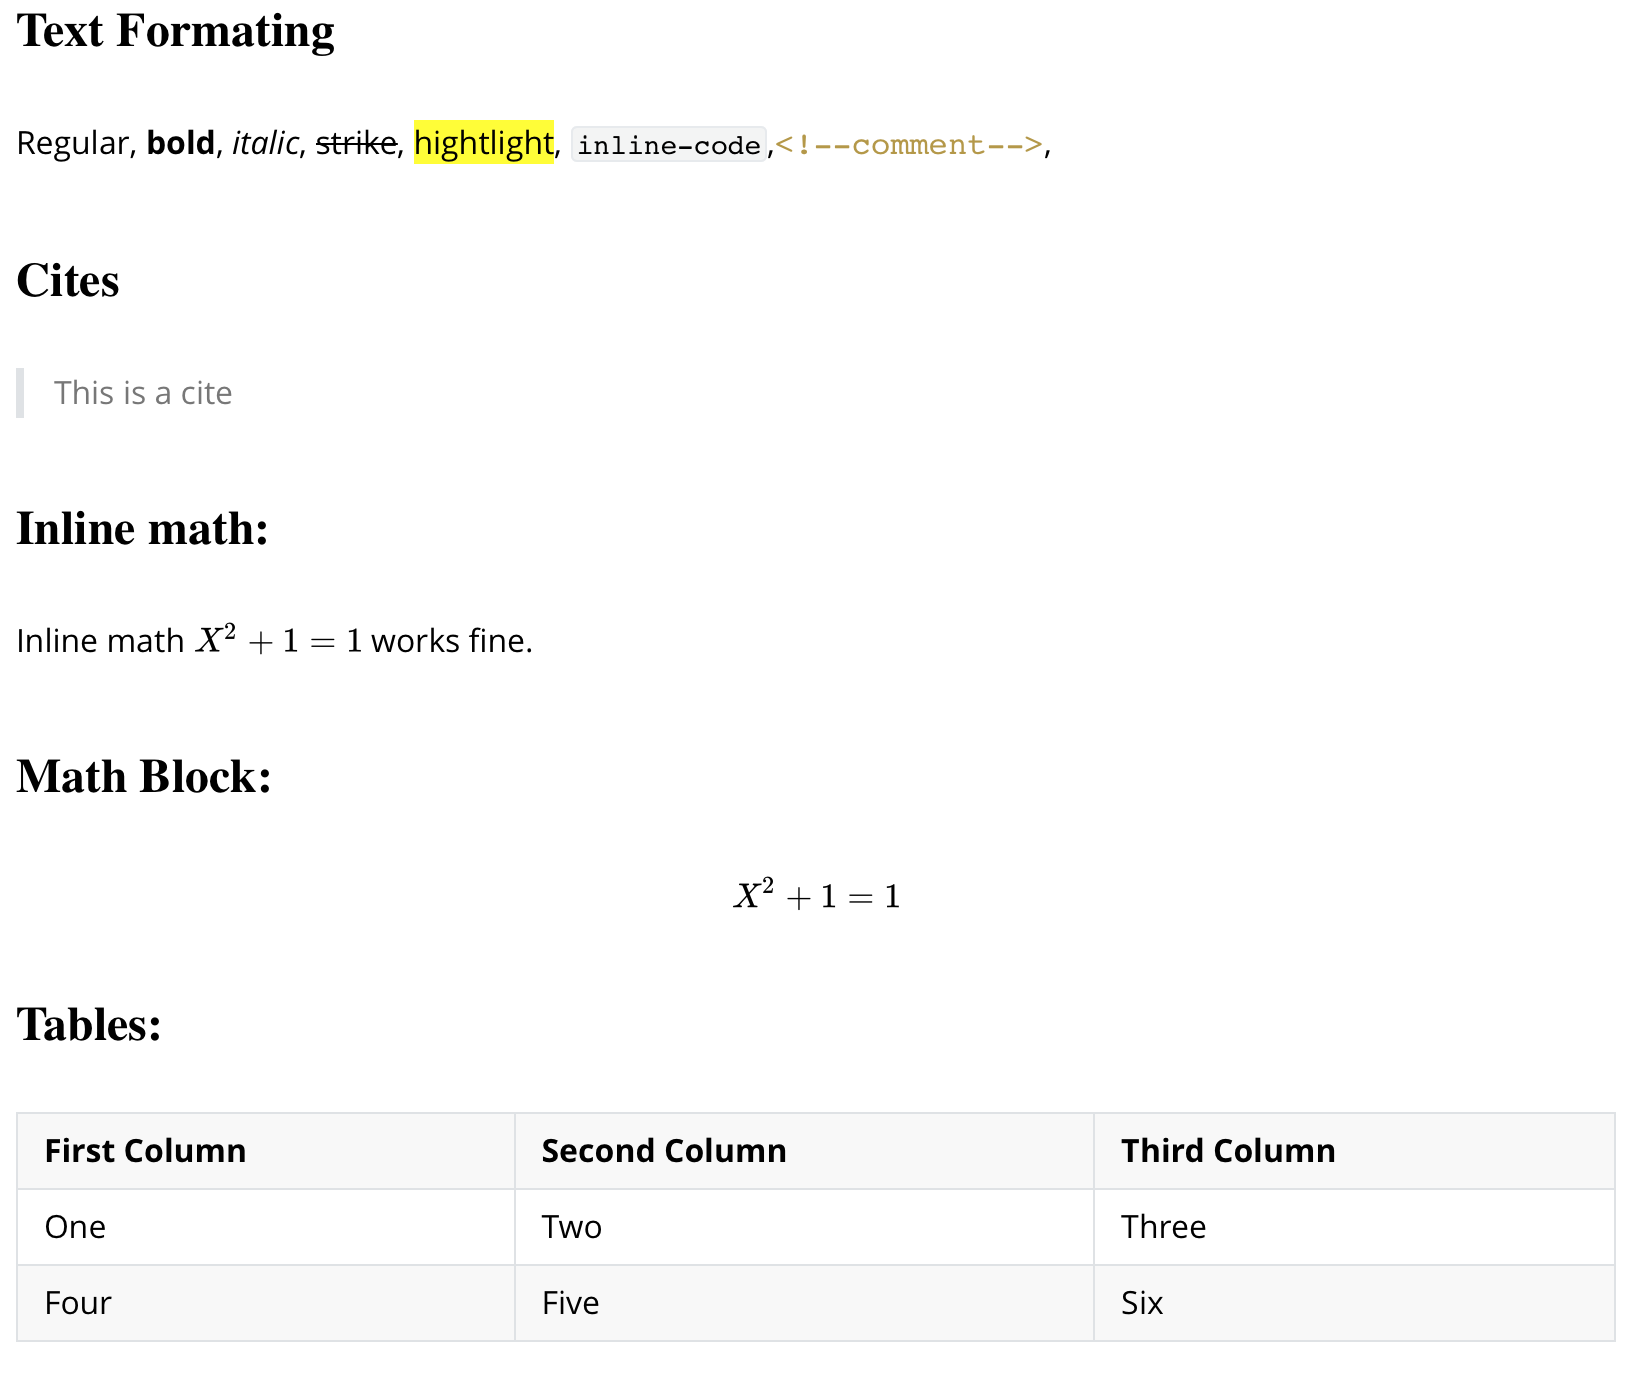 Text Formating
Regular, bold, italic, strike, hightlight, inline-code,<!--comment-->,
Cites
This is a cite
Inline math:
Inline math X² + 1 = 1 works fine.
Math Block:
X² + 1 = 1
Tables:
First Column Second Column Third Column
One Two Three
Four Five Six